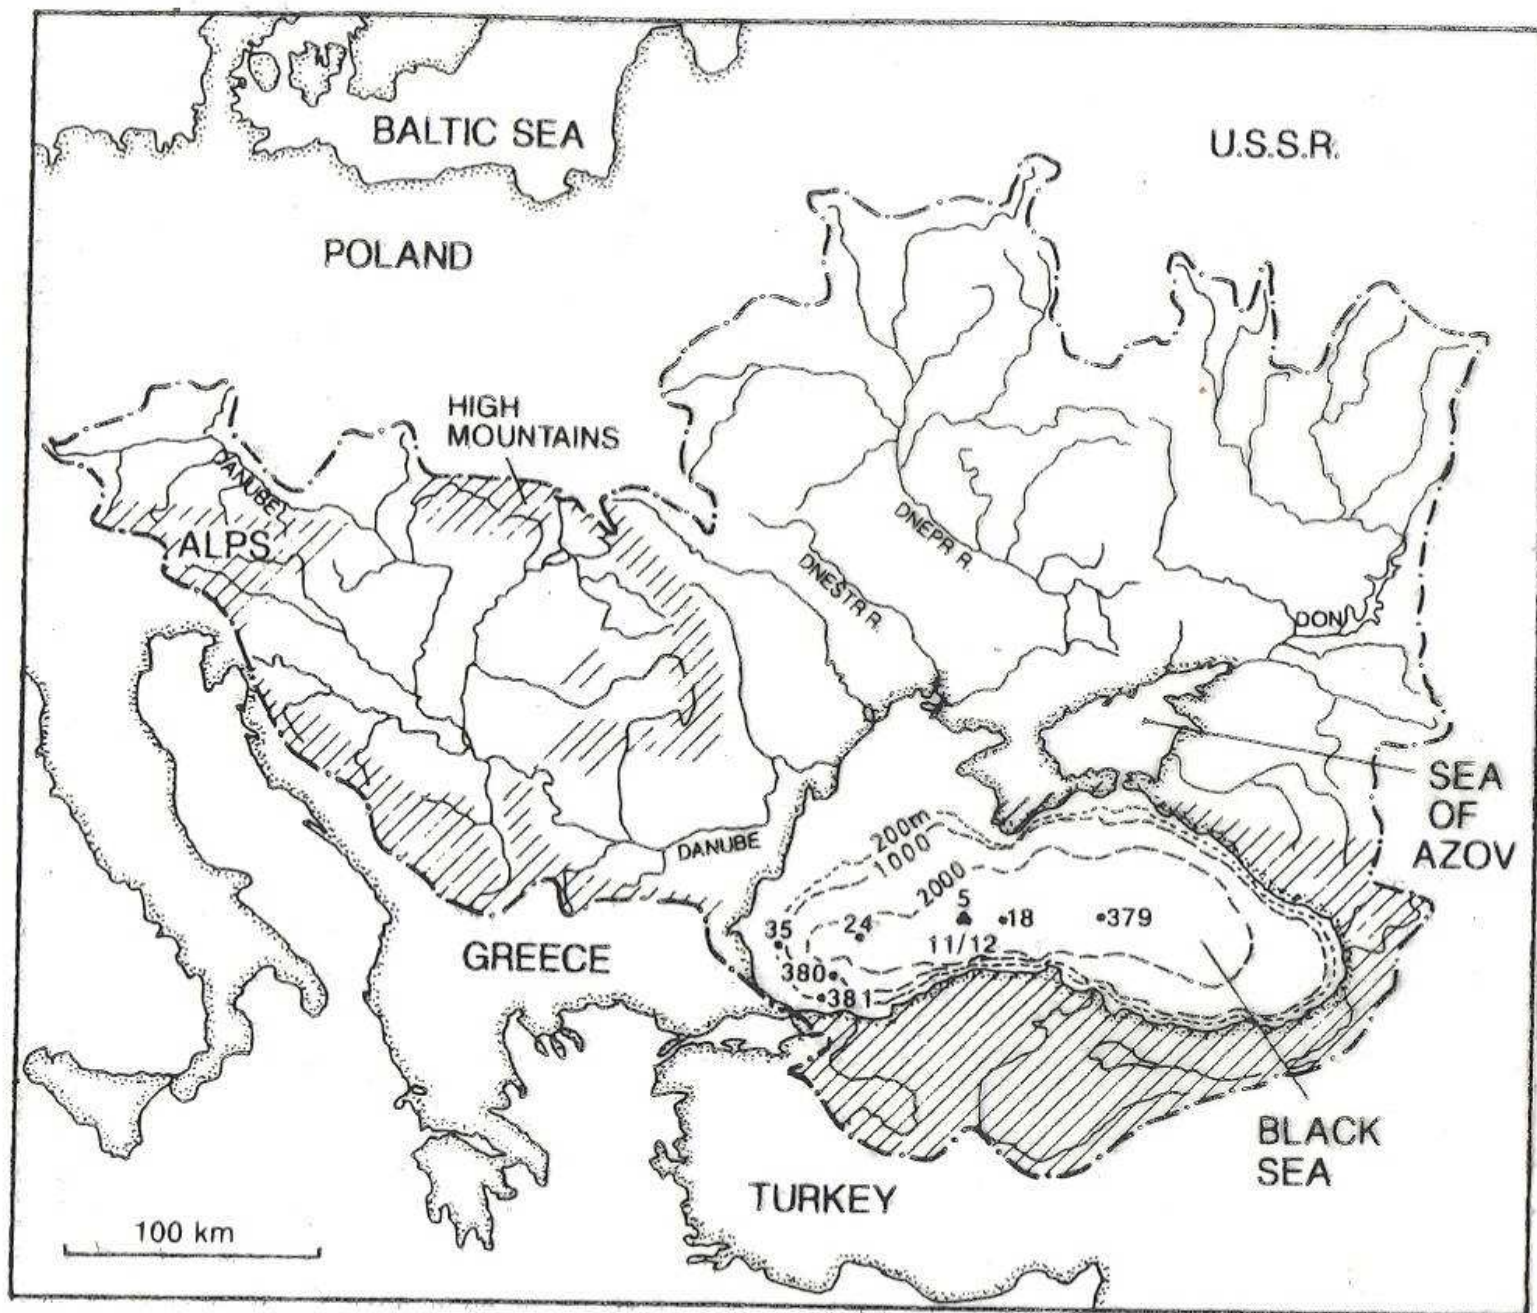 BALTIC SEA
U.S.S.R.
POLAND
HIGH
MOUNTAINS
DANUBE
ALPS
DNEPR R.
DNESTR R.
DON
SEA
OF
AZOV
200m
1000
2000
DANUBE
5
18
379
24
35
11/12
380
381
GREECE
BLACK
SEA
TURKEY
100 km